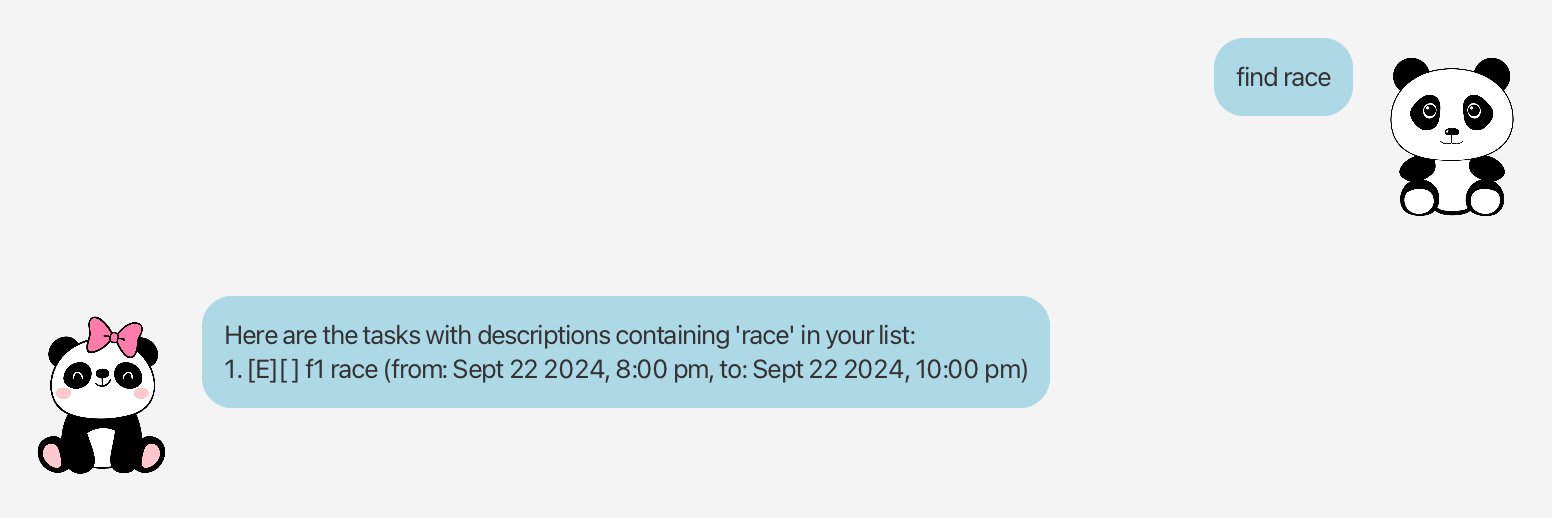 find race
Here are the tasks with descriptions containing 'race' in your list:
1. [E][ ] f1 race (from: Sept 22 2024, 8:00 pm, to: Sept 22 2024, 10:00 pm)